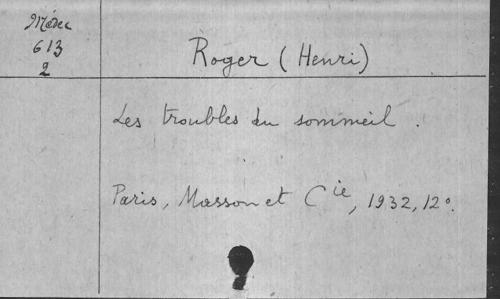 Médec
613
2
Roger (Henri)
Les troubles du sommeil.
Paris, Masson et Cie, 1932, 12°.